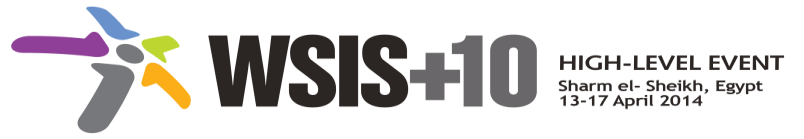 WSIS+10
HIGH-LEVEL EVENT
Sharm el- Sheikh, Egypt
13-17 April 2014